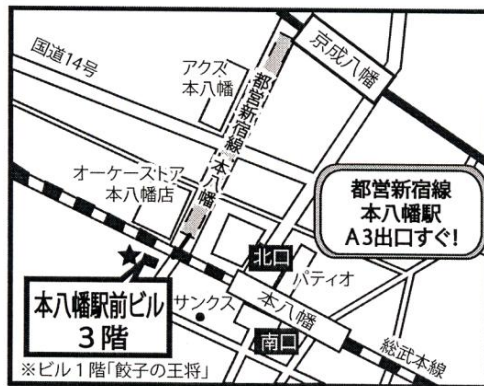 国道14号
アクス
本八幡
京成八幡
都営新宿線 本八幡
オーケーストア
本八幡店
都営新宿線
本八幡駅
A3出口すぐ!
北口
パティオ
本八幡駅前ビル
3階
サンクス
本八幡
南口
総武本線
※ビル1階「餃子の王将」